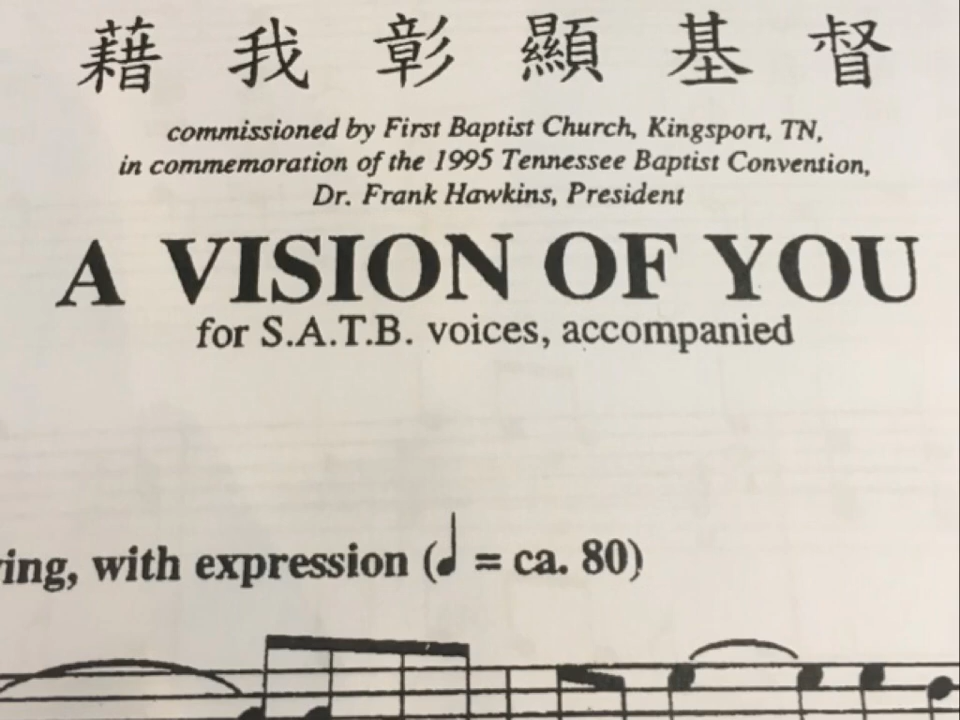 藉我彰顯基督
commissioned by First Baptist Church, Kingsport, TN,
in commemoration of the 1995 Tennessee Baptist Convention,
Dr. Frank Hawkins, President
A VISION OF YOU
for S.A.T.B. voices, accompanied
with expression (♩ = ca. 80)